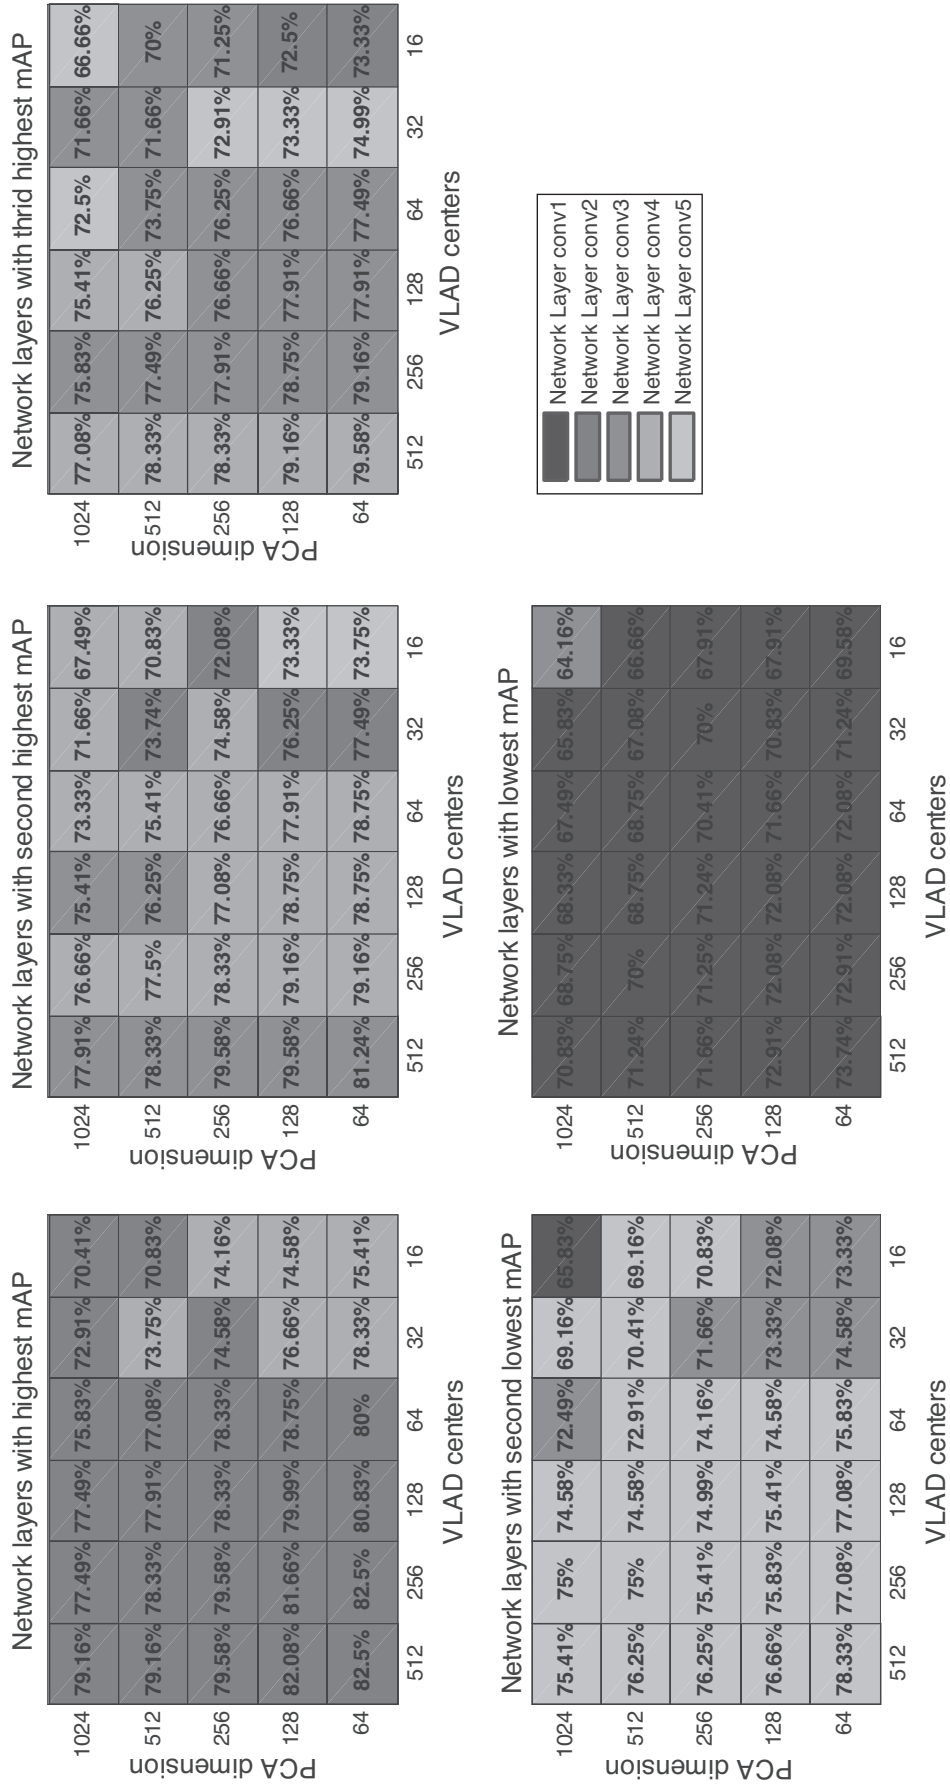 Network layers with highest mAP
1024 79.16% 77.49% 77.49% 75.83% 72.91% 70.41%
512 79.16% 78.33% 77.91% 77.08% 73.75% 70.83%
256 79.58% 79.58% 78.33% 78.33% 74.58% 74.16%
128 82.08% 81.66% 79.99% 78.75% 76.66% 74.58%
64 82.5% 82.5% 80.83% 80% 78.33% 75.41%
512 256 128 64 32 16
PCA dimension
VLAD centers
Network layers with second highest mAP
1024 77.91% 76.66% 75.41% 73.33% 71.66% 67.49%
512 78.33% 77.5% 76.25% 75.41% 73.74% 70.83%
256 79.58% 78.33% 77.08% 76.66% 74.58% 72.08%
128 79.58% 79.16% 78.75% 77.91% 76.25% 73.33%
64 81.24% 79.16% 78.75% 78.75% 77.49% 73.75%
512 256 128 64 32 16
PCA dimension
VLAD centers
Network layers with thrid highest mAP
1024 77.08% 75.83% 75.41% 72.5% 71.66% 66.66%
512 78.33% 77.49% 76.25% 73.75% 71.66% 70%
256 78.33% 77.91% 76.66% 76.25% 72.91% 71.25%
128 79.16% 78.75% 77.91% 76.66% 73.33% 72.5%
64 79.58% 79.16% 77.91% 77.49% 74.99% 73.33%
512 256 128 64 32 16
PCA dimension
VLAD centers
Network layers with second lowest mAP
1024 75.41% 75% 74.58% 72.49% 69.16% 65.83%
512 76.25% 75% 74.58% 72.91% 70.41% 69.16%
256 76.25% 75.41% 74.99% 74.16% 71.66% 70.83%
128 76.66% 75.83% 75.41% 74.58% 73.33% 72.08%
64 78.33% 77.08% 77.08% 75.83% 74.58% 73.33%
512 256 128 64 32 16
PCA dimension
VLAD centers
Network layers with lowest mAP
1024 70.83% 68.75% 68.33% 67.49% 65.83% 64.16%
512 71.24% 70% 68.75% 68.75% 67.08% 66.66%
256 71.66% 71.25% 71.24% 70.41% 70% 67.91%
128 72.91% 72.08% 72.08% 71.66% 70.83% 67.91%
64 73.74% 72.91% 72.08% 72.08% 71.24% 69.58%
512 256 128 64 32 16
PCA dimension
VLAD centers
Network Layer conv1
Network Layer conv2
Network Layer conv3
Network Layer conv4
Network Layer conv5